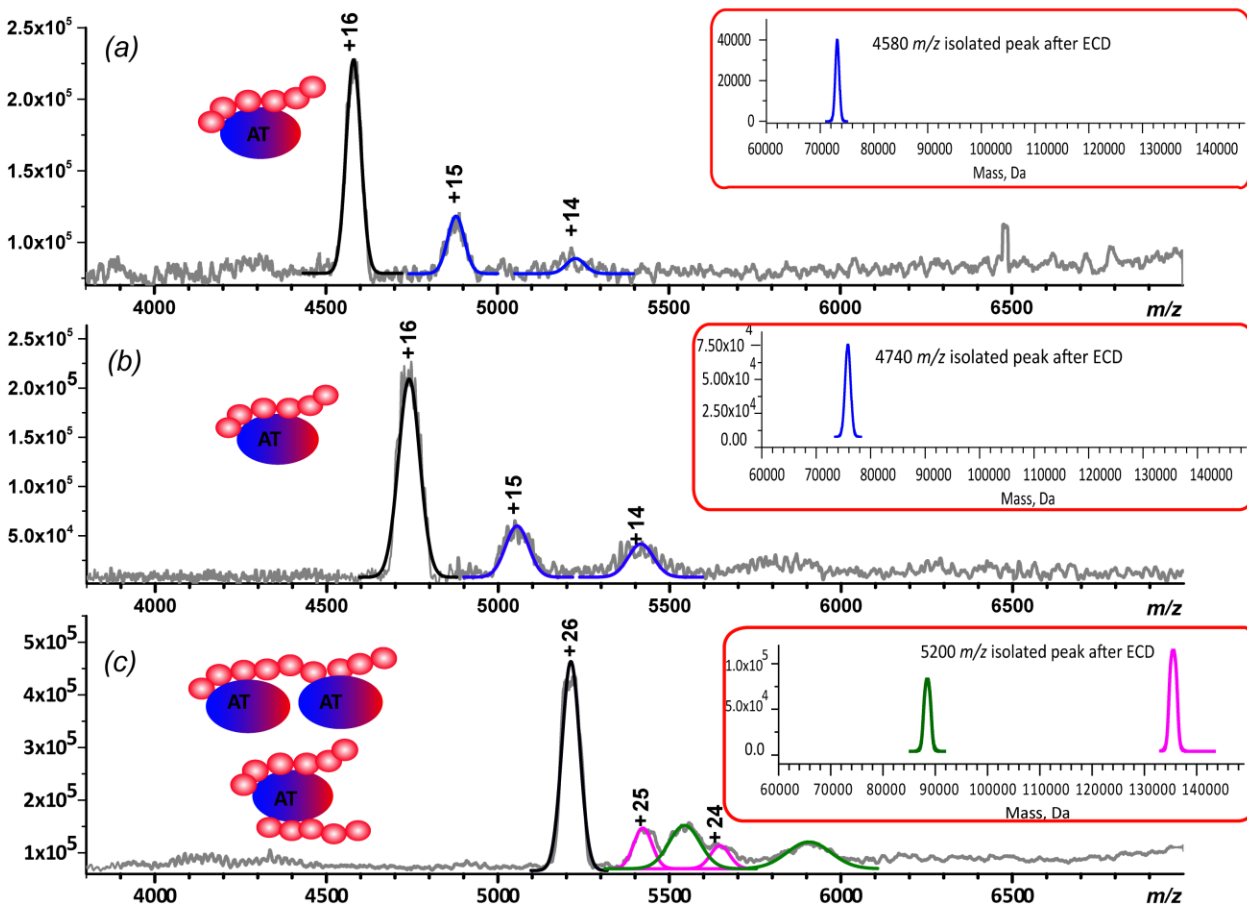 (a)
2.5x10^5
2.0x10^5
1.5x10^5
1.0x10^5
AT
+16
+15
+14
4580 m/z isolated peak after ECD
40000
20000
0
60000 70000 80000 90000 100000 110000 120000 130000 140000
Mass, Da
4000 4500 5000 5500 6000 6500 m/z
(b)
2.5x10^5
2.0x10^5
1.5x10^5
1.0x10^5
5.0x10^4
AT
+16
+15
+14
4740 m/z isolated peak after ECD
4
7.50x10
4
5.00x10
4
2.50x10
0.00
60000 70000 80000 90000 100000 110000 120000 130000 140000
Mass, Da
4000 4500 5000 5500 6000 6500 m/z
(c)
5x10^5
4x10^5
3x10^5
2x10^5
1x10^5
AT AT
AT
+26
+25
+24
5200 m/z isolated peak after ECD
1.0x10^5
5.0x10^4
0.0
60000 70000 80000 90000 100000 110000 120000 130000 140000
Mass, Da
4000 4500 5000 5500 6000 6500 m/z